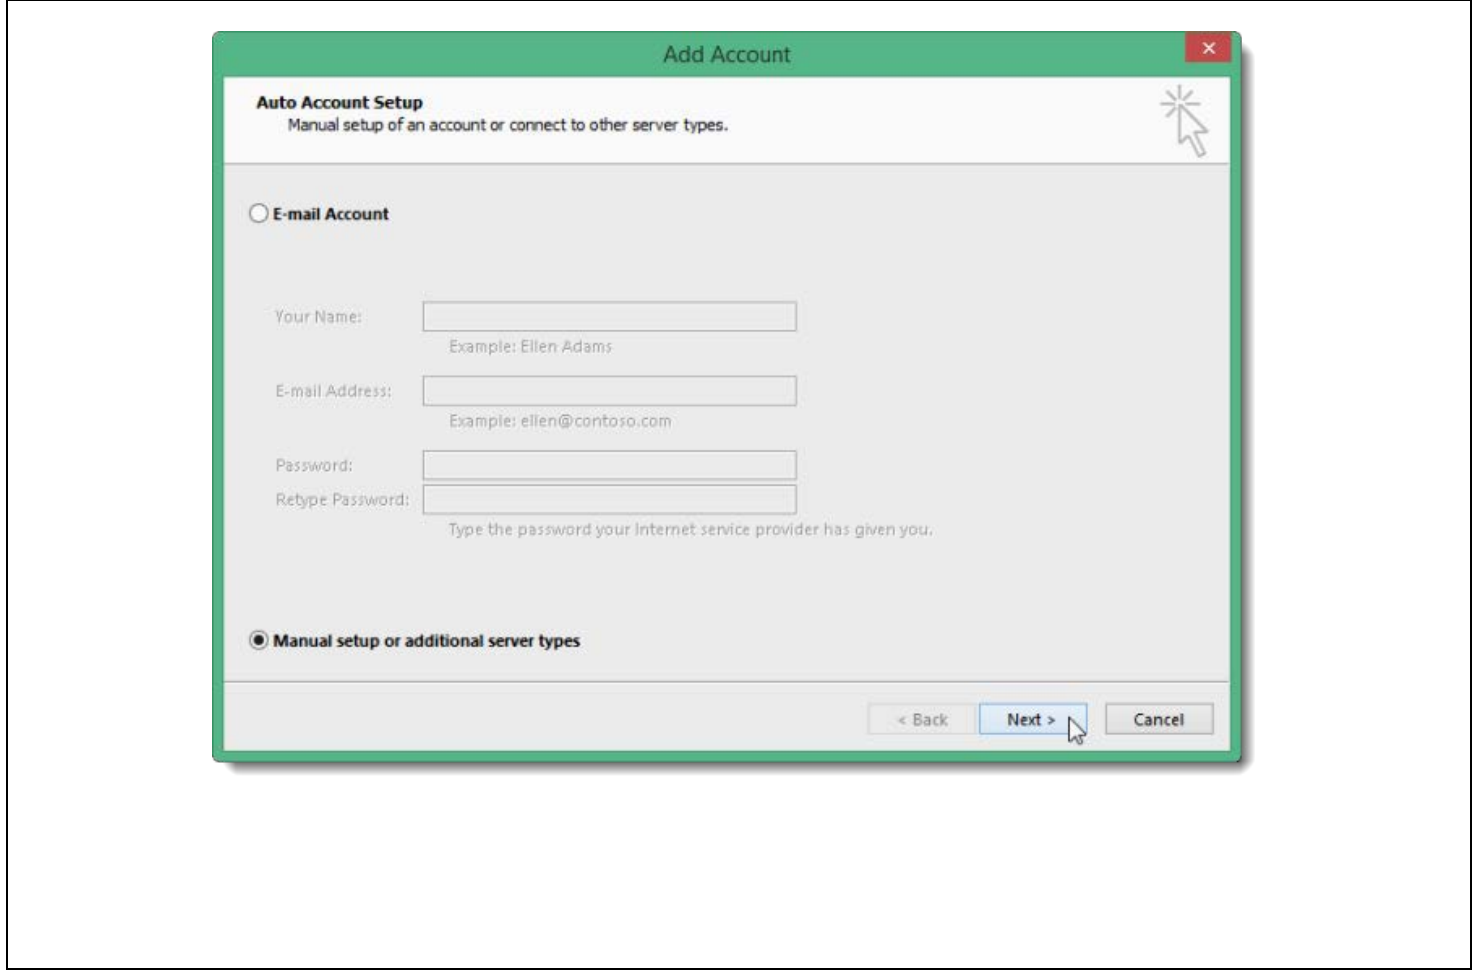 Add Account
Auto Account Setup
Manual setup of an account or connect to other server types.
E-mail Account
Your Name:
Example: Ellen Adams
E-mail Address:
Example: ellen@contoso.com
Password:
Retype Password:
Type the password your Internet service provider has given you.
Manual setup or additional server types
< Back Next > Cancel